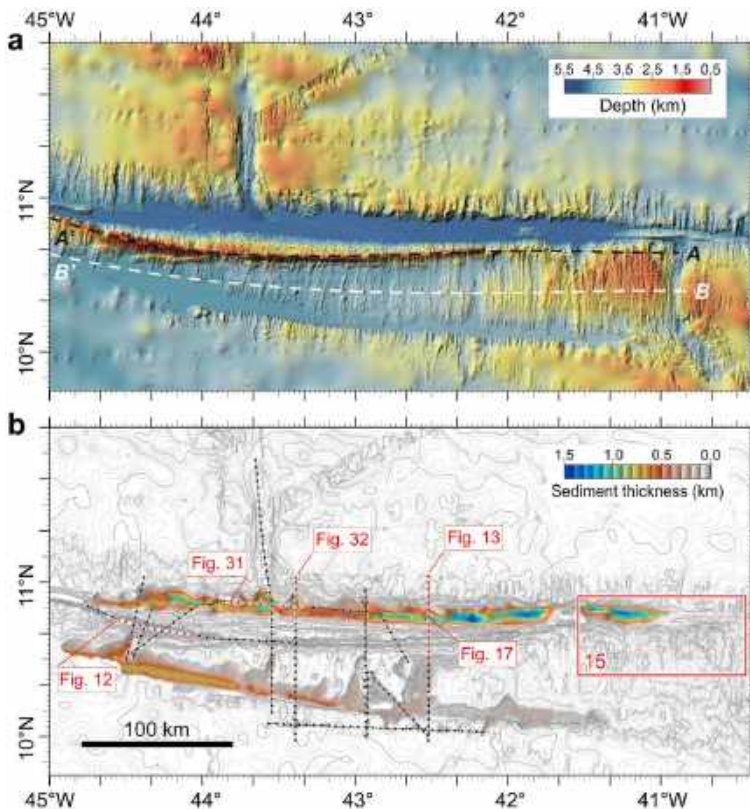 45°W 44° 43° 42° 41°W
a
5.5 4.5 3.5 2.5 1.5 0.5
Depth (km)
11°N
A' A
B' B
10°N
b
1.5 1.0 0.5 0.0
Sediment thickness (km)
Fig. 32 Fig. 13
Fig. 31
11°N
Fig. 17
15
Fig. 12
100 km
10°N
45°W 44° 43° 42° 41°W